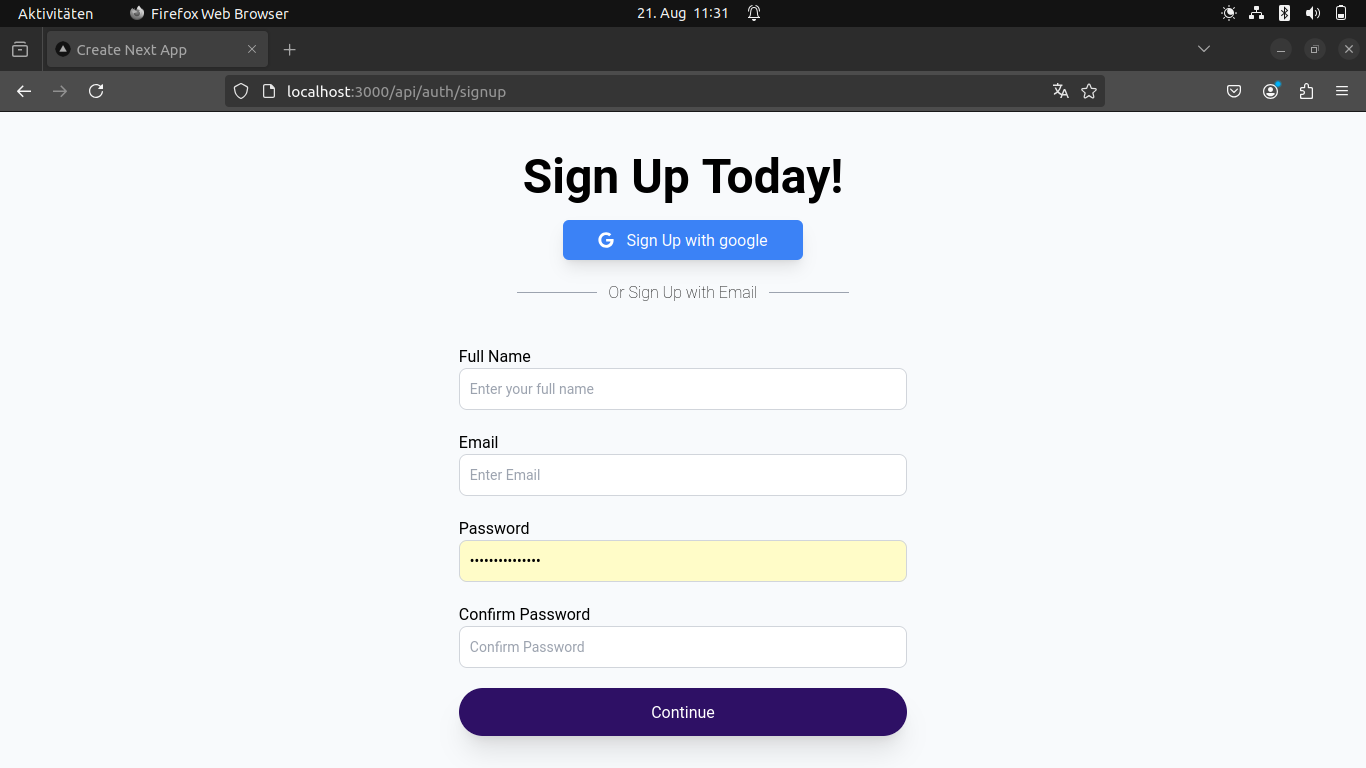 Aktivitäten Firefox Web Browser 21. Aug 11:31
Create Next App
localhost:3000/api/auth/signup
Sign Up Today!
Sign Up with google
Or Sign Up with Email
Full Name
Enter your full name
Email
Enter Email
Password
•••••••••••••••
Confirm Password
Confirm Password
Continue